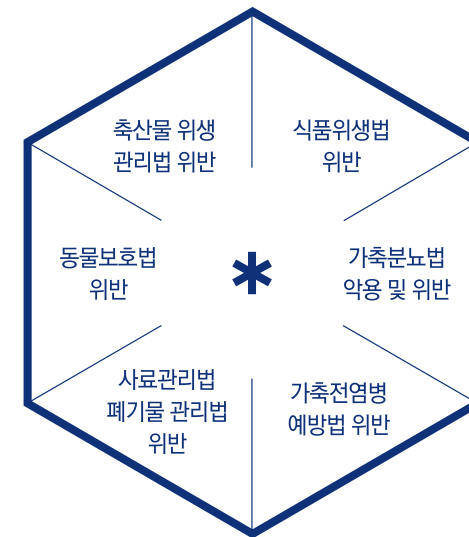 축산물 위생
관리법 위반
식품위생법
위반
동물보호법
위반
*
가축분뇨법
악용 및 위반
사료관리법
폐기물 관리법
위반
가축전염병
예방법 위반